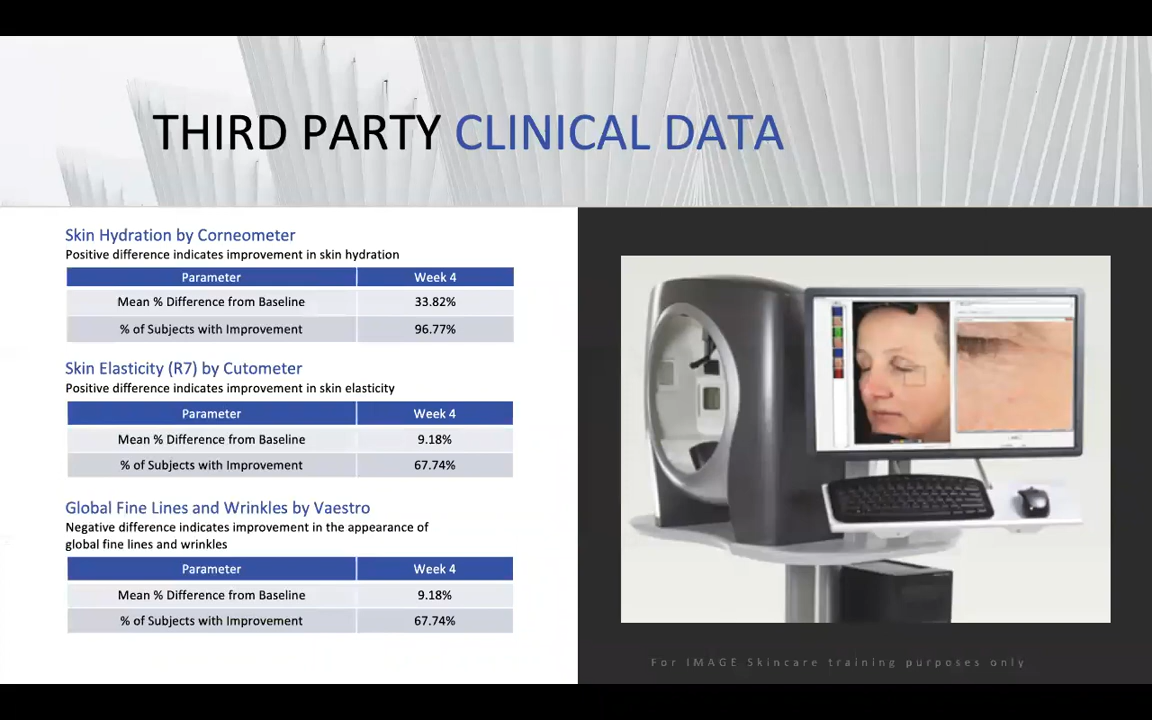 THIRD PARTY CLINICAL DATA
Skin Hydration by Corneometer
Positive difference indicates improvement in skin hydration
Parameter Week 4
Mean % Difference from Baseline 33.82%
% of Subjects with Improvement 96.77%
Skin Elasticity (R7) by Cutometer
Positive difference indicates improvement in skin elasticity
Parameter Week 4
Mean % Difference from Baseline 9.18%
% of Subjects with Improvement 67.74%
Global Fine Lines and Wrinkles by Vaestro
Negative difference indicates improvement in the appearance of
global fine lines and wrinkles
Parameter Week 4
Mean % Difference from Baseline 9.18%
% of Subjects with Improvement 67.74%
For IMAGE Skincare training purposes only